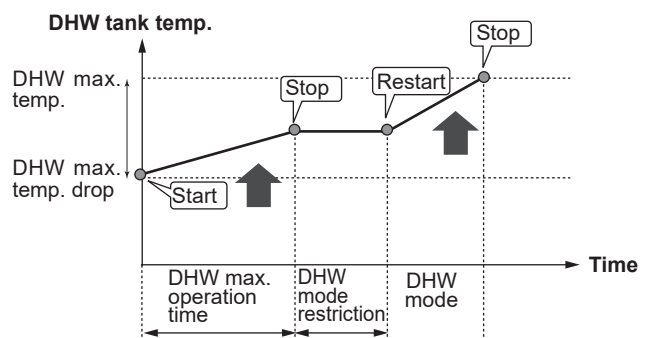 DHW tank temp.
Stop
DHW max.
temp.
Stop
Restart
DHW max.
temp. drop
Start
Time
DHW max.
operation
time
DHW
mode
restriction
DHW
mode